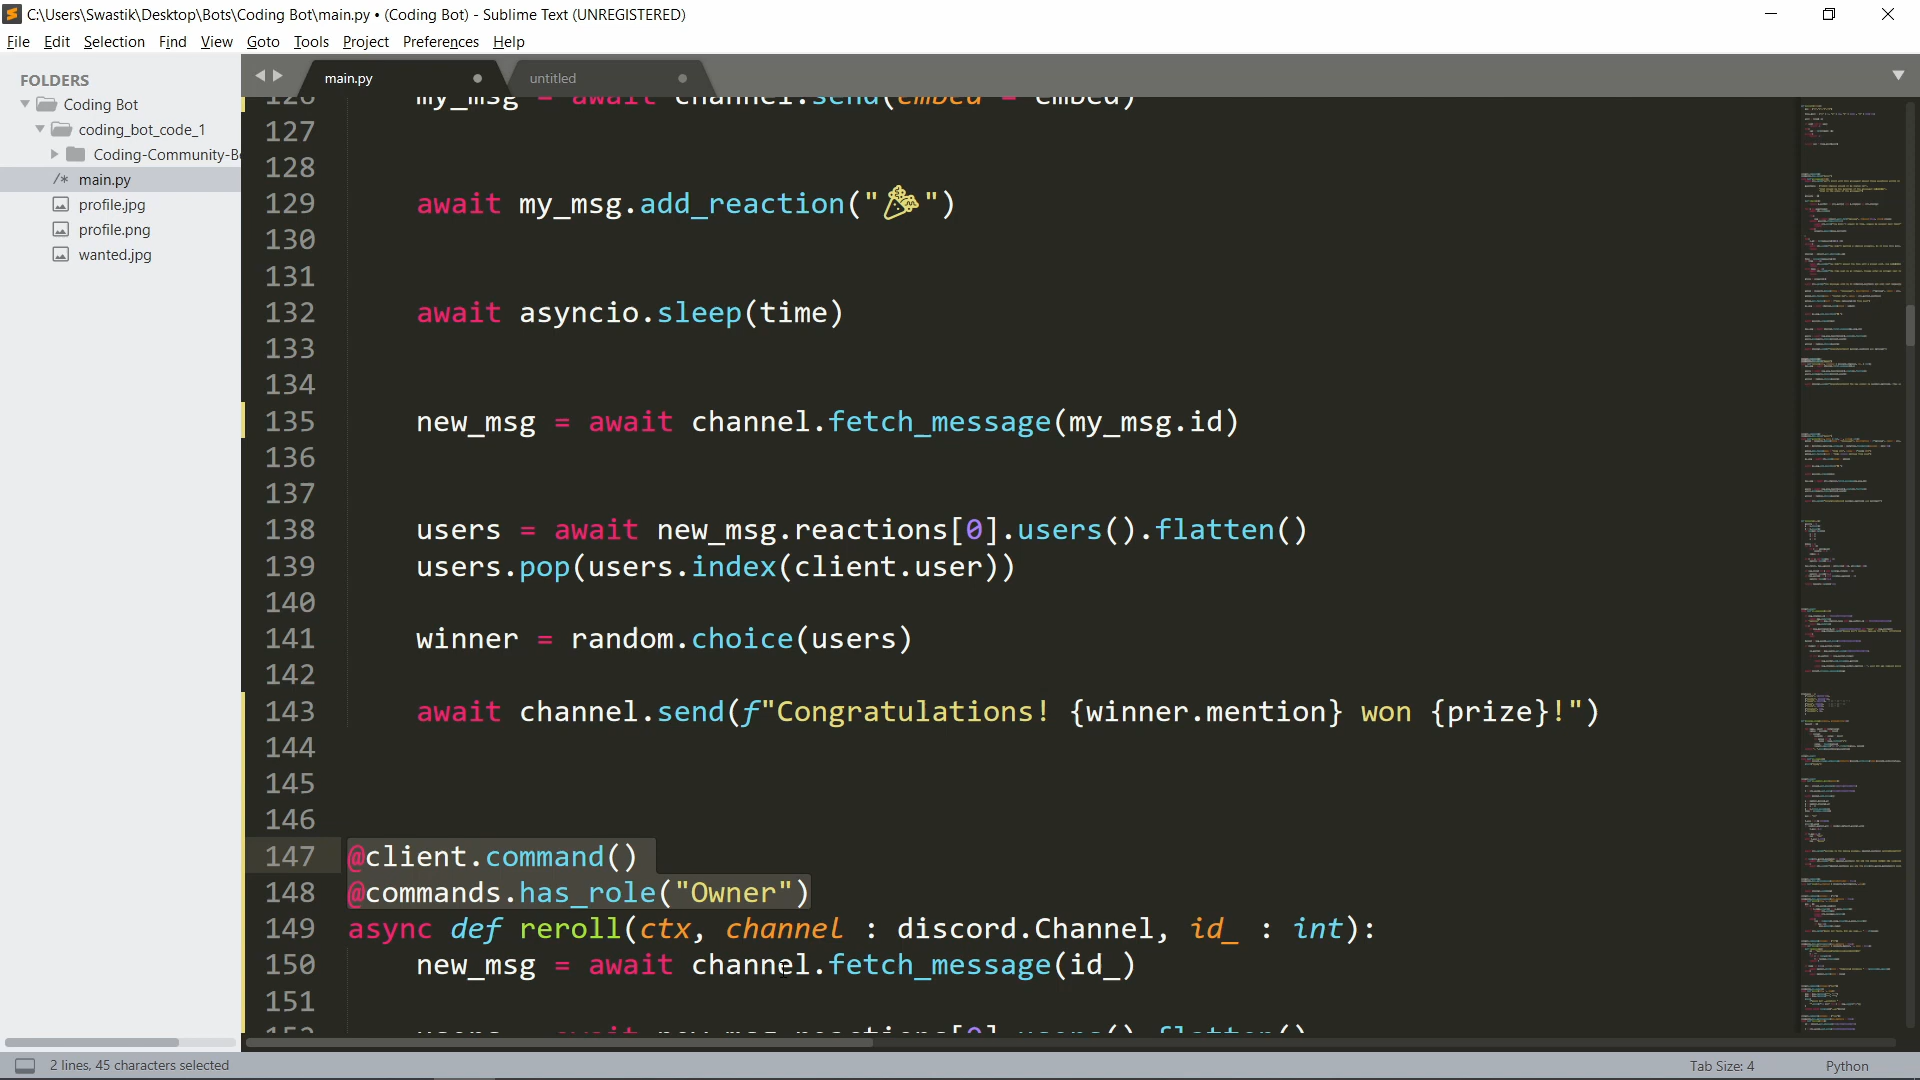 C:\Users\Swastik\Desktop\Bots\Coding Bot\main.py • (Coding Bot) - Sublime Text (UNREGISTERED)
File Edit Selection Find View Goto Tools Project Preferences Help
FOLDERS
Coding Bot
coding_bot_code_1
Coding-Community-B
/* main.py
profile.jpg
profile.png
wanted.jpg
main.py untitled
126 my_msg = await channel.send(embed = embed)
127
128
129 await my_msg.add_reaction("🎉")
130
131
132 await asyncio.sleep(time)
133
134
135 new_msg = await channel.fetch_message(my_msg.id)
136
137
138 users = await new_msg.reactions[0].users().flatten()
139 users.pop(users.index(client.user))
140
141 winner = random.choice(users)
142
143 await channel.send(f"Congratulations! {winner.mention} won {prize}!")
144
145
146
147 @client.command()
148 @commands.has_role("Owner")
149 async def reroll(ctx, channel : discord.Channel, id_ : int):
150 new_msg = await channel.fetch_message(id_)
151
152 users = await new_msg.reactions[0].users().flatten()
2 lines, 45 characters selected Tab Size: 4 Python